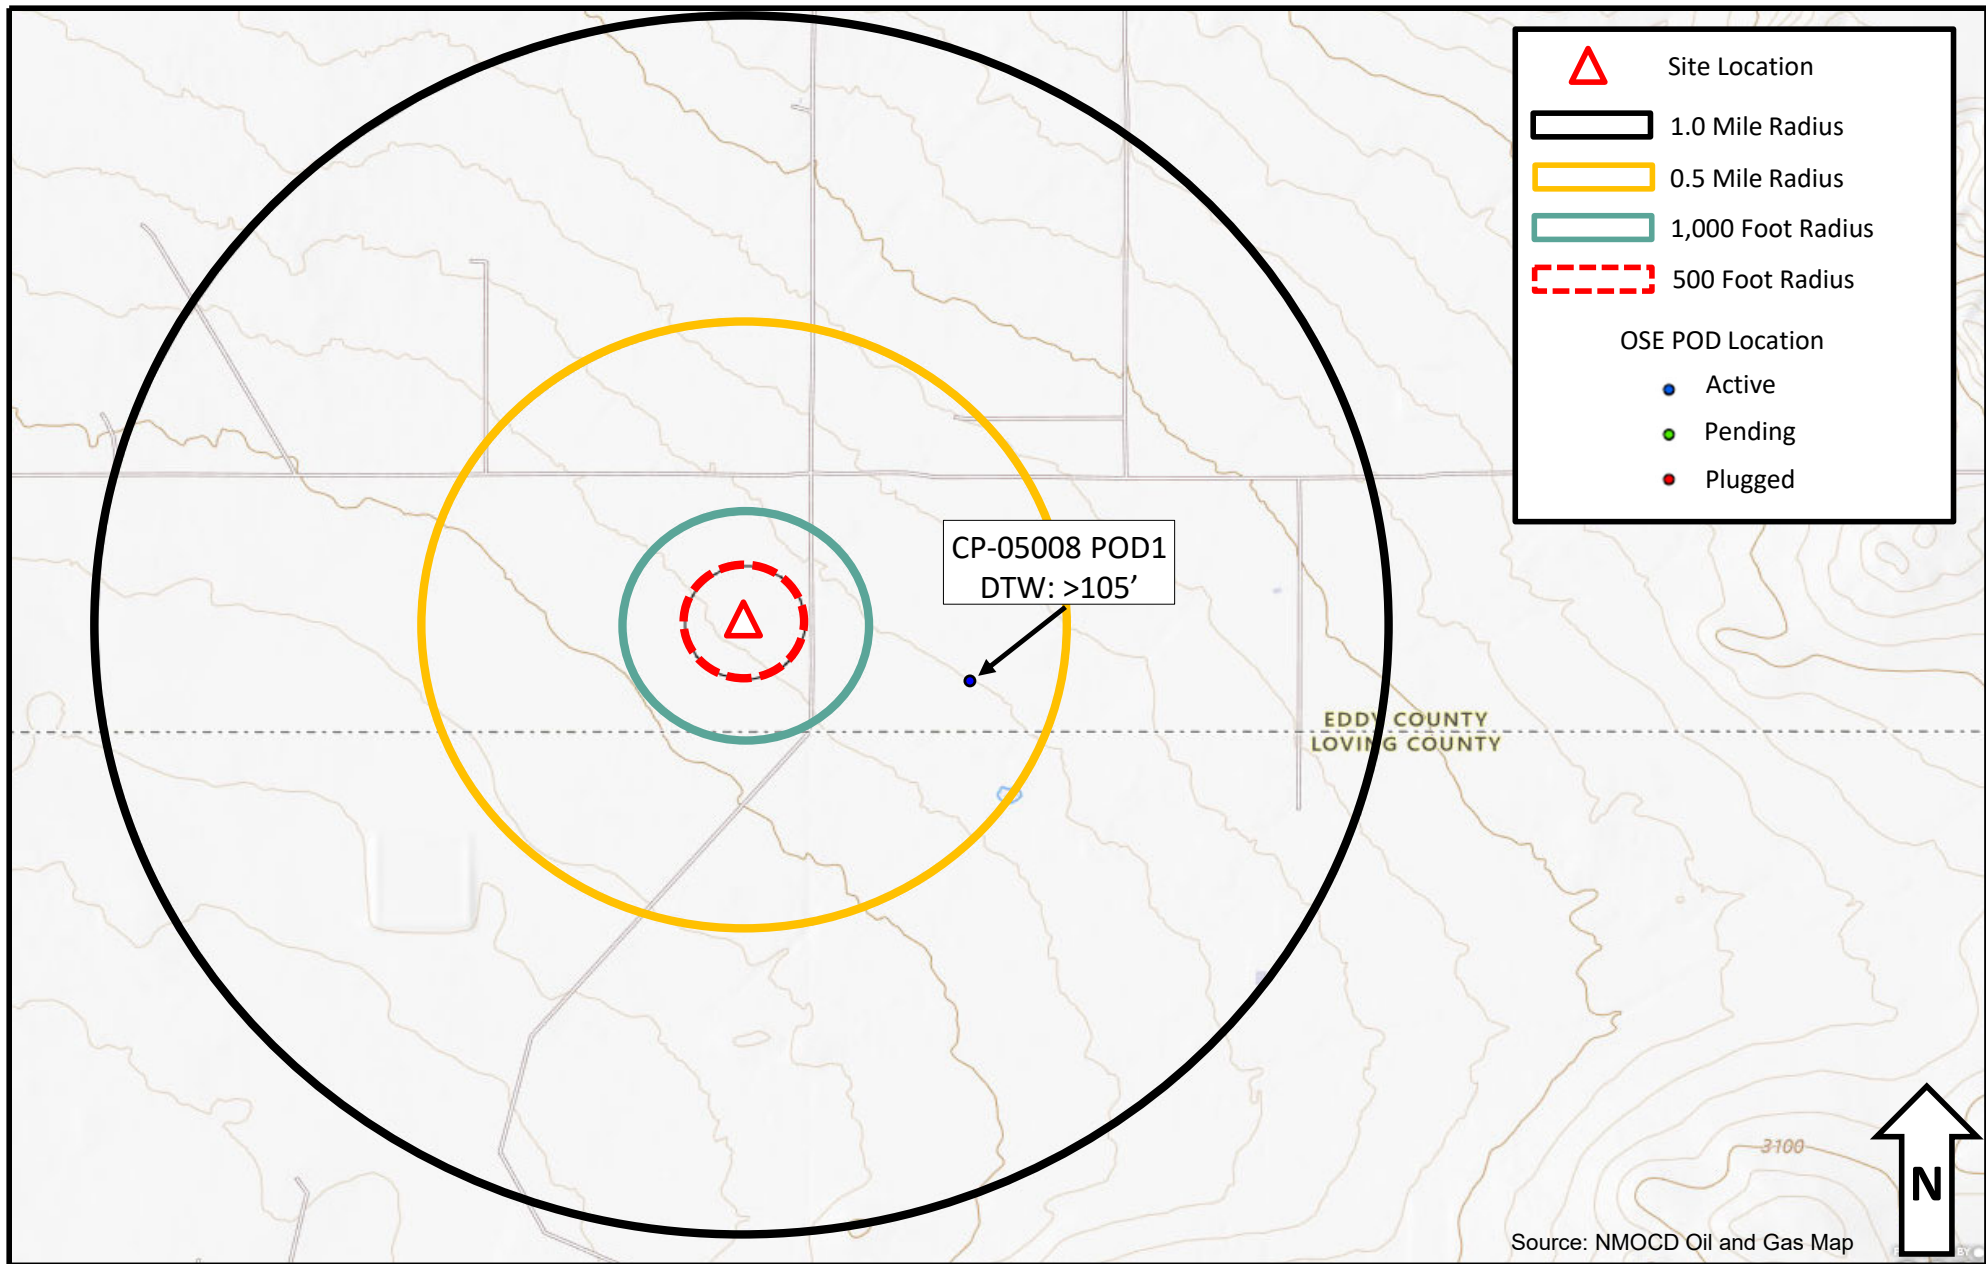 Site Location
1.0 Mile Radius
0.5 Mile Radius
1,000 Foot Radius
500 Foot Radius
OSE POD Location
Active
Pending
Plugged
CP-05008 POD1
DTW: >105’
EDDY COUNTY
LOVING COUNTY
3100
N
Source: NMOCD Oil and Gas Map